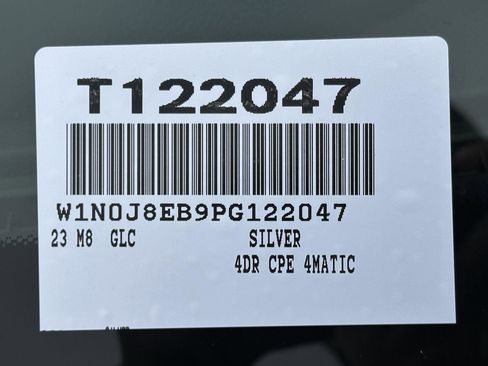 T122047
W1N0J8EB9PG122047
23 M8 GLC SILVER
4DR CPE 4MATIC